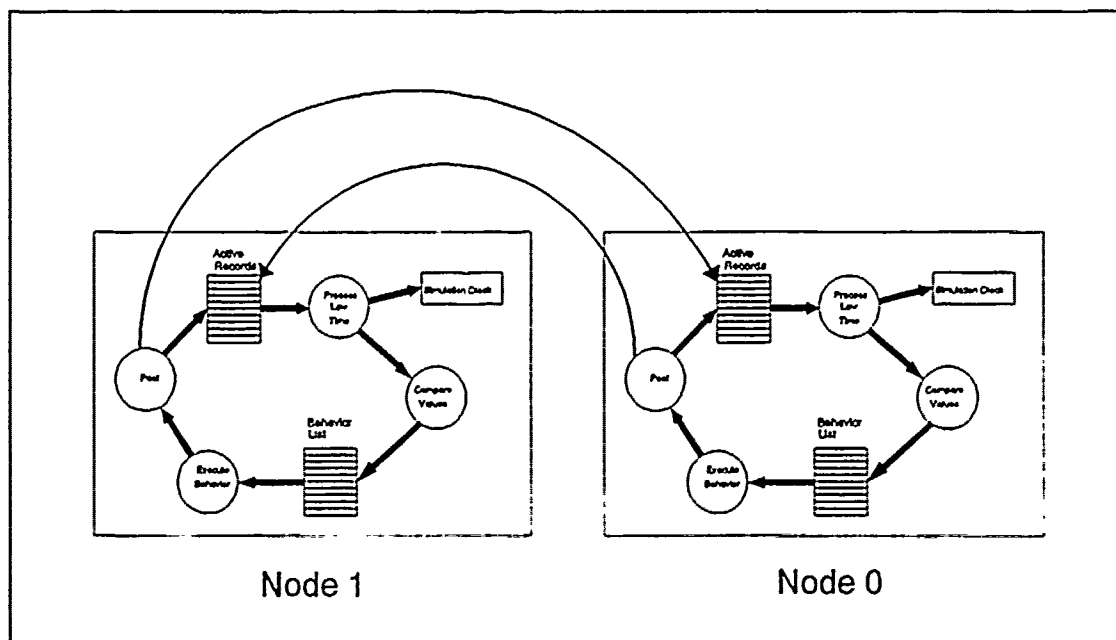 Active
Records
Process
Low
Time
Simulation Clock
Post
Compare
Values
Behavior
List
Execute
Behavior
Node 1
Active
Records
Process
Low
Time
Simulation Clock
Post
Compare
Values
Behavior
List
Execute
Behavior
Node 0